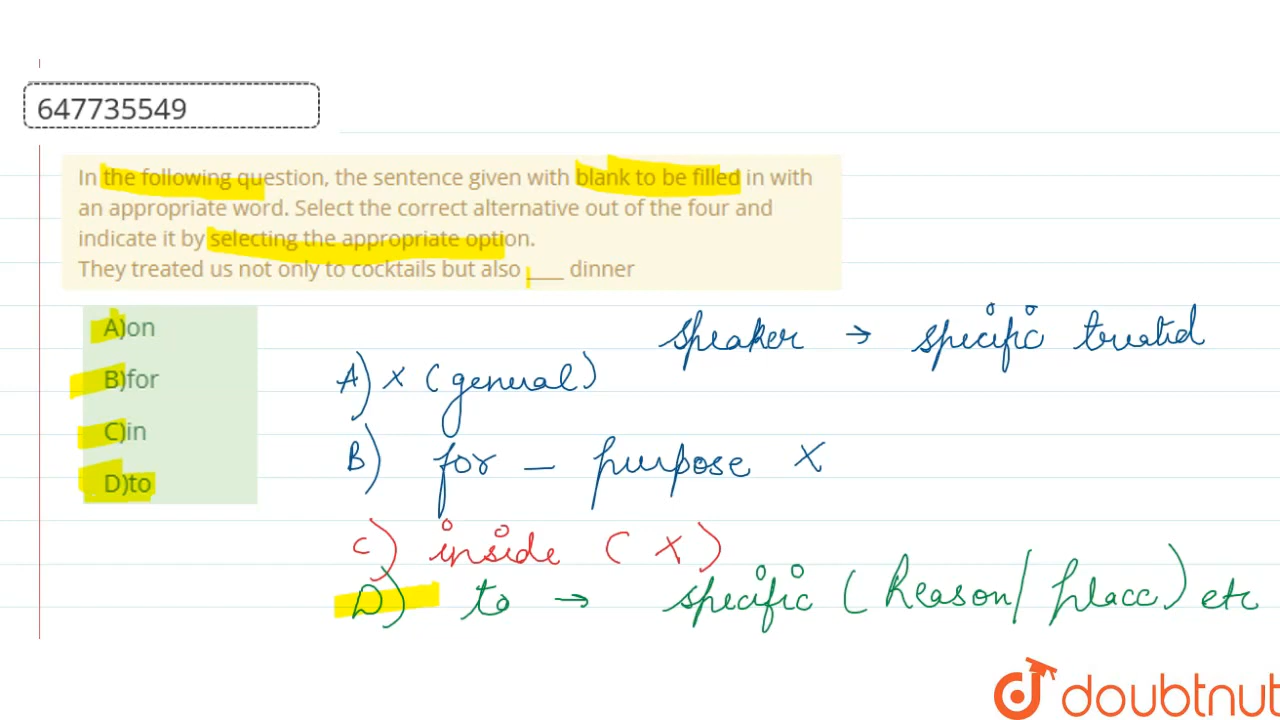 647735549
In the following question, the sentence given with blank to be filled in with
an appropriate word. Select the correct alternative out of the four and
indicate it by selecting the appropriate option.
They treated us not only to cocktails but also ____ dinner
A)on
B)for
C)in
D)to
speaker → specific treated
A) × (general)
B) for – purpose ×
C) inside (×)
D) to → specific (Reason/place) etc
doubtnut